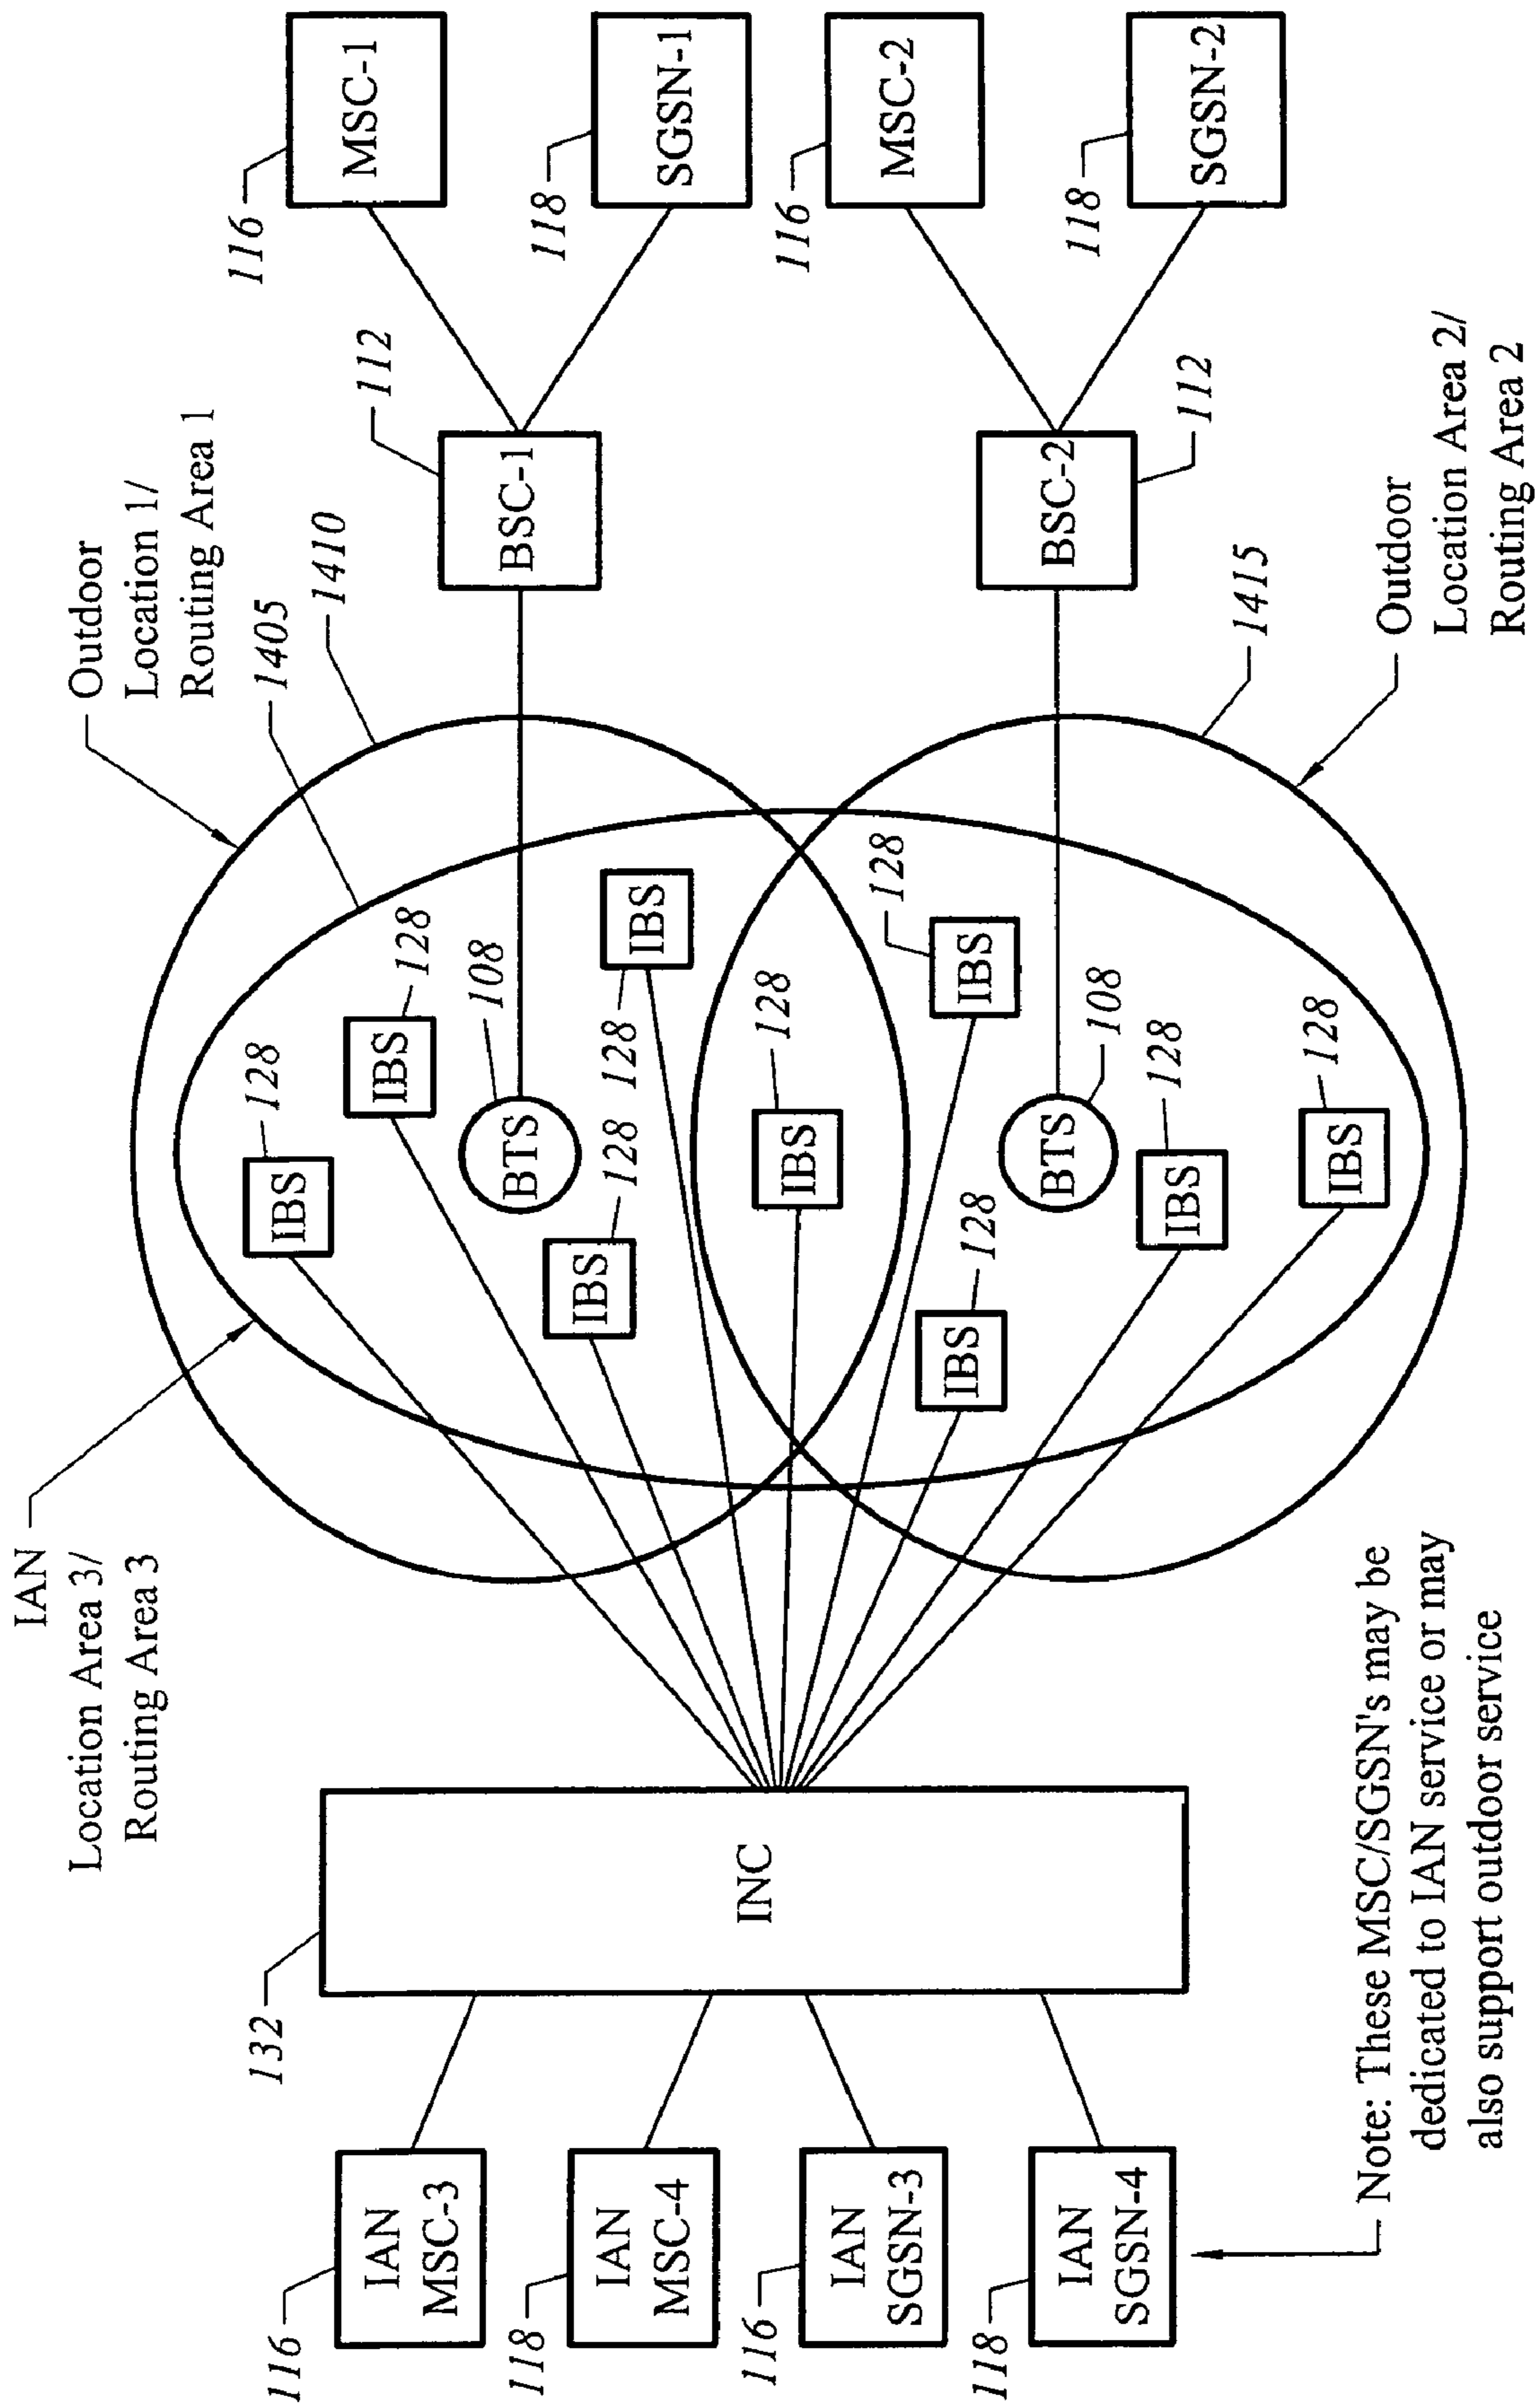 IAN
Location Area 3/
Routing Area 3
Outdoor
Location 1/
Routing Area 1
1405
1410
116
IAN
MSC-3
118
IAN
MSC-4
116
IAN
SGSN-3
118
IAN
SGSN-4
132
INC
128
IBS
128
IBS
128
IBS
128
IBS
108
BTS
128
IBS
128
IBS
128
IBS
108
BTS
128
IBS
128
IBS
112
BSC-1
116
MSC-1
118
SGSN-1
112
BSC-2
116
MSC-2
118
SGSN-2
1415
Outdoor
Location Area 2/
Routing Area 2
Note: These MSC/SGSN's may be
dedicated to IAN service or may
also support outdoor service